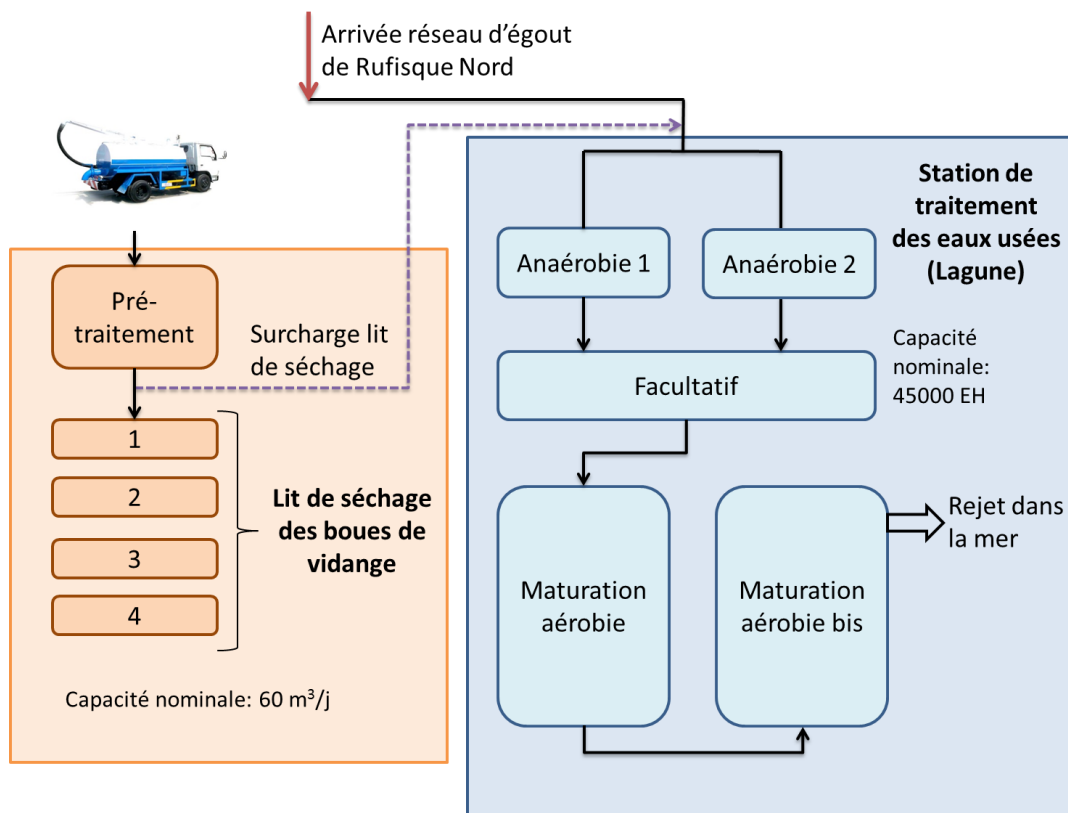 Arrivée réseau d'égout
de Rufisque Nord
Pré-
traitement
Surcharge lit
de séchage
1
2
3
4
Lit de séchage
des boues de
vidange
Capacité nominale: 60 m³/j
Station de
traitement
des eaux usées
(Lagune)
Anaérobie 1
Anaérobie 2
Capacité
nominale:
45000 EH
Facultatif
Maturation
aérobie
Maturation
aérobie bis
Rejet dans
la mer